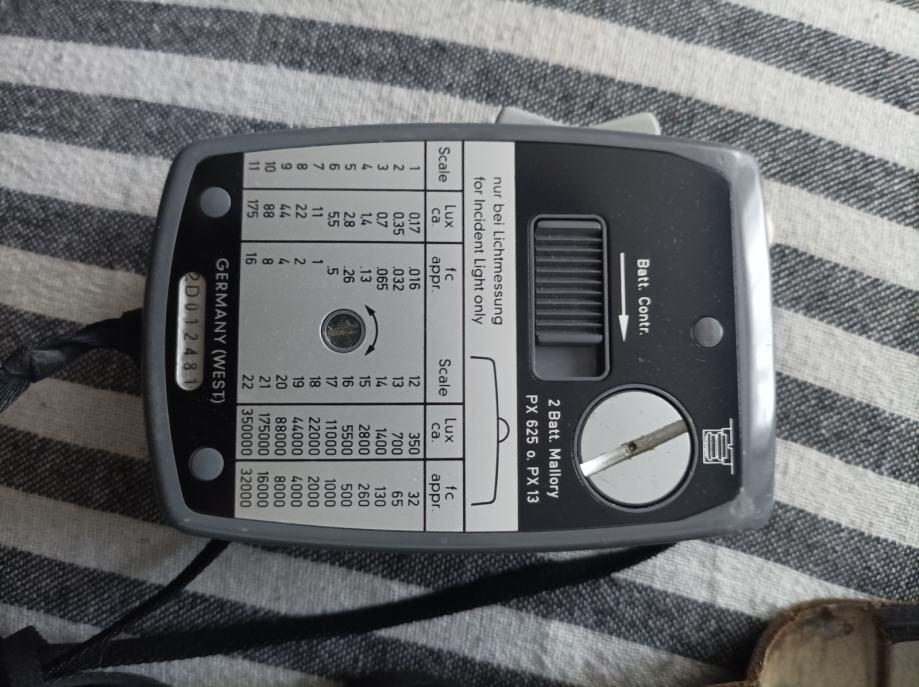 Batt. Contr.
2 Batt. Mallory
PX 625 o. PX 13
nur bei Lichtmessung
for Incident Light only
Scale Lux fc Scale Lux fc
ca. appr. ca. appr.
1 0.17 .016 12 350 32
2 0.35 .032 13 700 65
3 0.7 .065 14 1400 130
4 1.4 .13 15 2800 260
5 2.8 .26 16 5500 500
6 5.5 .5 17 11000 1000
7 11 1 18 22000 2000
8 22 2 19 44000 4000
9 44 4 20 88000 8000
10 88 8 21 175000 16000
11 175 16 22 350000 32000
GERMANY (WEST)
2D012481